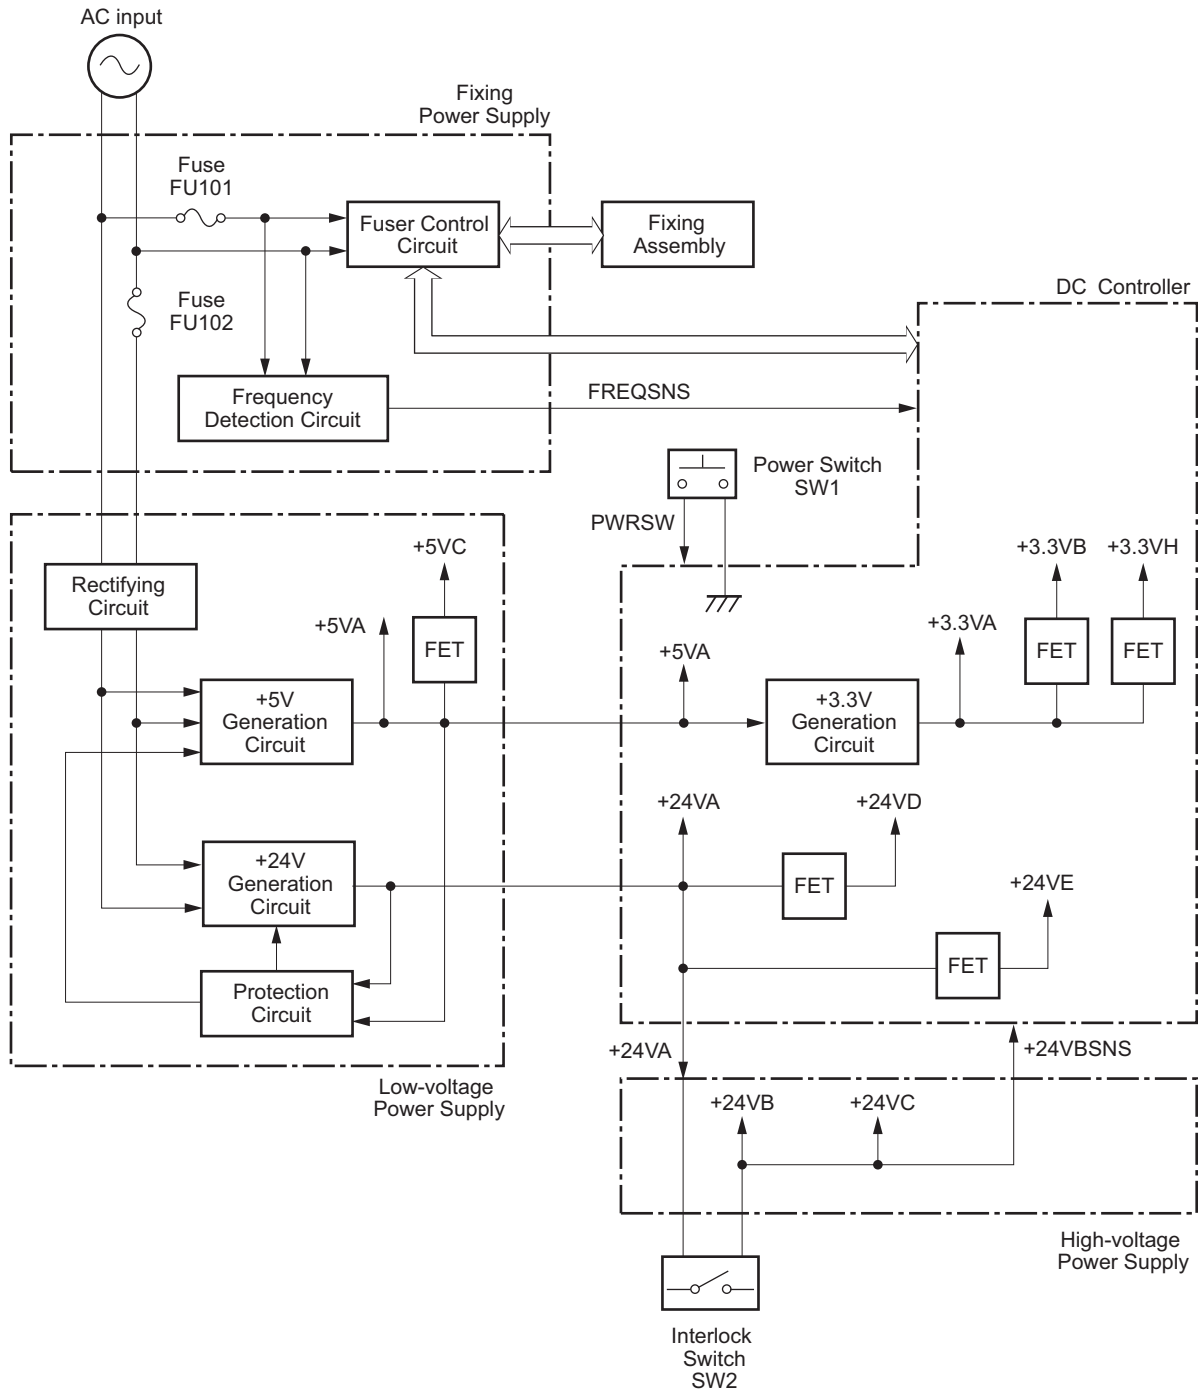 AC input
Fixing
Power Supply
Fuse
FU101
Fuser Control
Circuit
Fixing
Assembly
Fuse
FU102
DC Controller
Frequency
Detection Circuit
FREQSNS
Power Switch
SW1
PWRSW
+5VC
+3.3VB
+3.3VH
Rectifying
Circuit
+5VA
FET
+5VA
+3.3VA
FET
FET
+5V
Generation
Circuit
+3.3V
Generation
Circuit
+24VA
+24VD
+24V
Generation
Circuit
FET
+24VE
FET
Protection
Circuit
+24VA
+24VBSNS
Low-voltage
Power Supply
+24VB
+24VC
High-voltage
Power Supply
Interlock
Switch
SW2